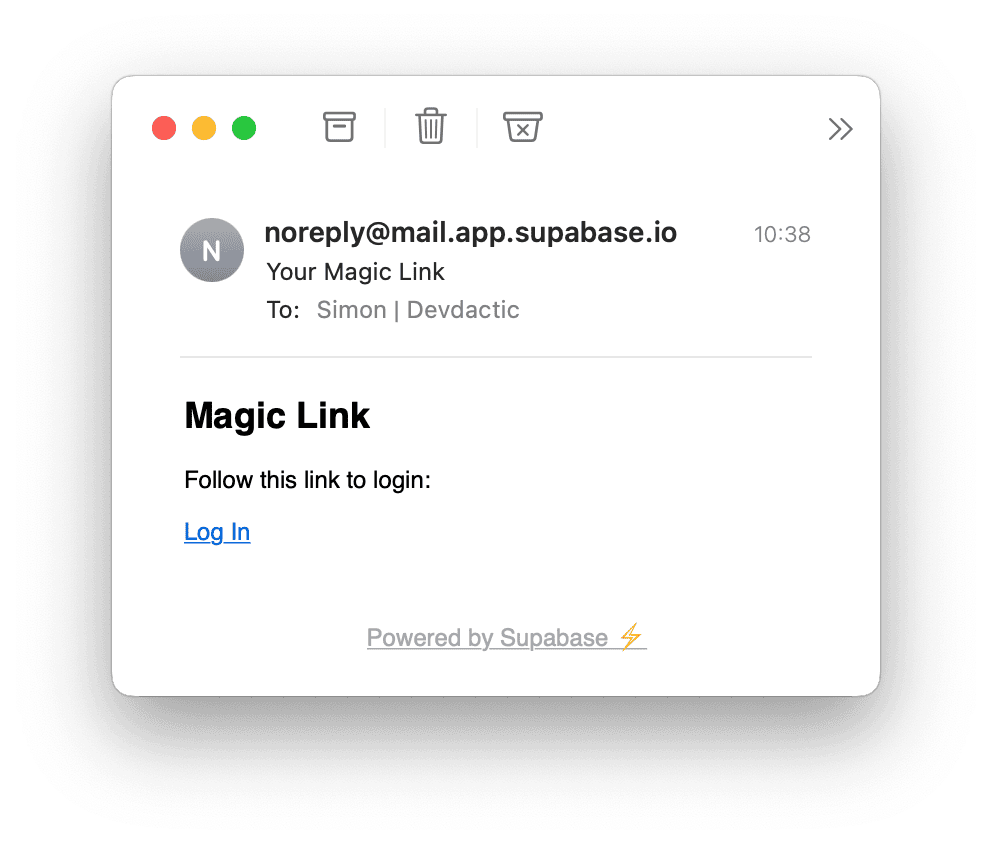 N
noreply@mail.app.supabase.io
10:38
Your Magic Link
To: Simon | Devdactic
Magic Link
Follow this link to login:
Log In
Powered by Supabase ⚡